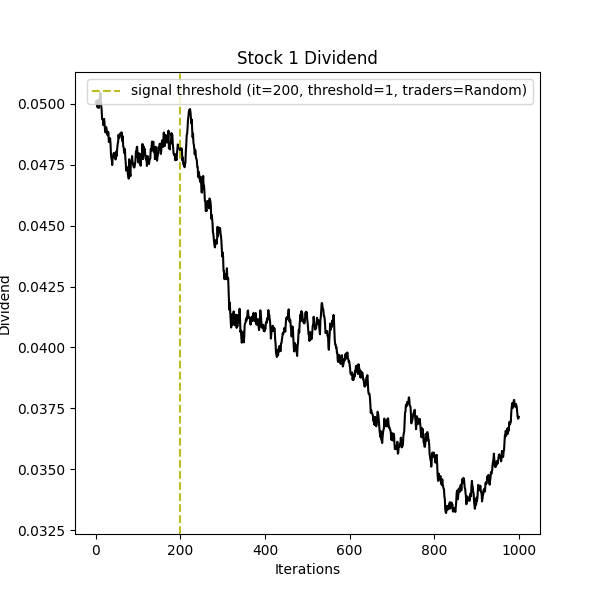 Stock 1 Dividend
signal threshold (it=200, threshold=1, traders=Random)
0.0500
0.0475
0.0450
0.0425
0.0400
0.0375
0.0350
0.0325
Dividend
0 200 400 600 800 1000
Iterations